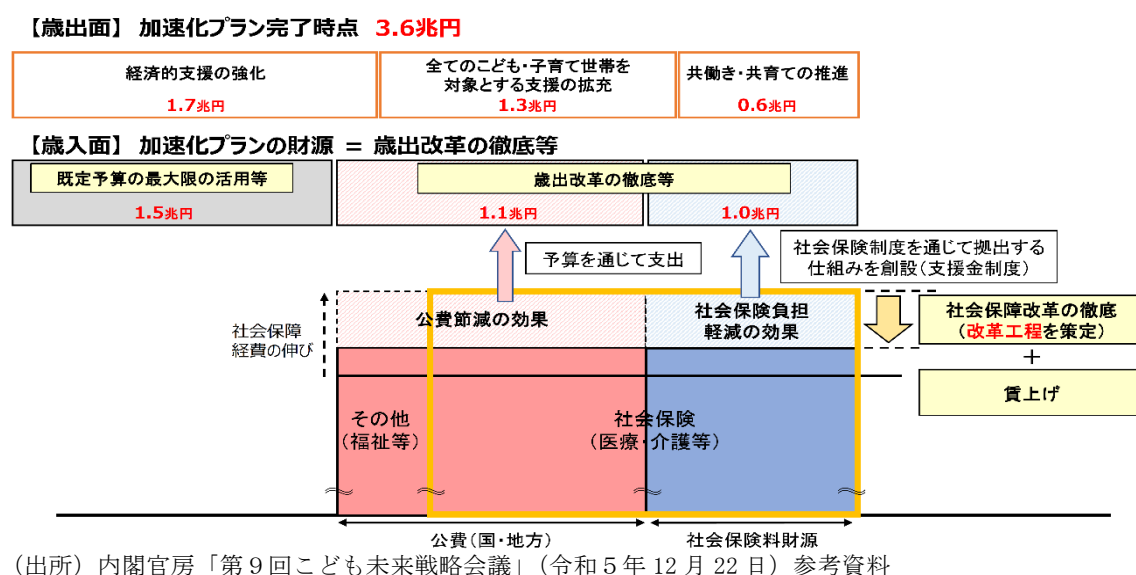 【歳出面】 加速化プラン完了時点 3.6兆円
経済的支援の強化
1.7兆円
全てのこども・子育て世帯を
対象とする支援の拡充
1.3兆円
共働き・共育ての推進
0.6兆円
【歳入面】 加速化プランの財源 = 歳出改革の徹底等
既定予算の最大限の活用等
1.5兆円
歳出改革の徹底等
1.1兆円
1.0兆円
予算を通じて支出
社会保険制度を通じて拠出する
仕組みを創設(支援金制度)
社会保障
経費の伸び
公費節減の効果
社会保険負担
軽減の効果
社会保障改革の徹底
(改革工程を策定)
+
賃上げ
その他
(福祉等)
社会保険
(医療・介護等)
公費(国・地方)
社会保険料財源
(出所)内閣官房「第9回こども未来戦略会議」(令和5年12月22日)参考資料